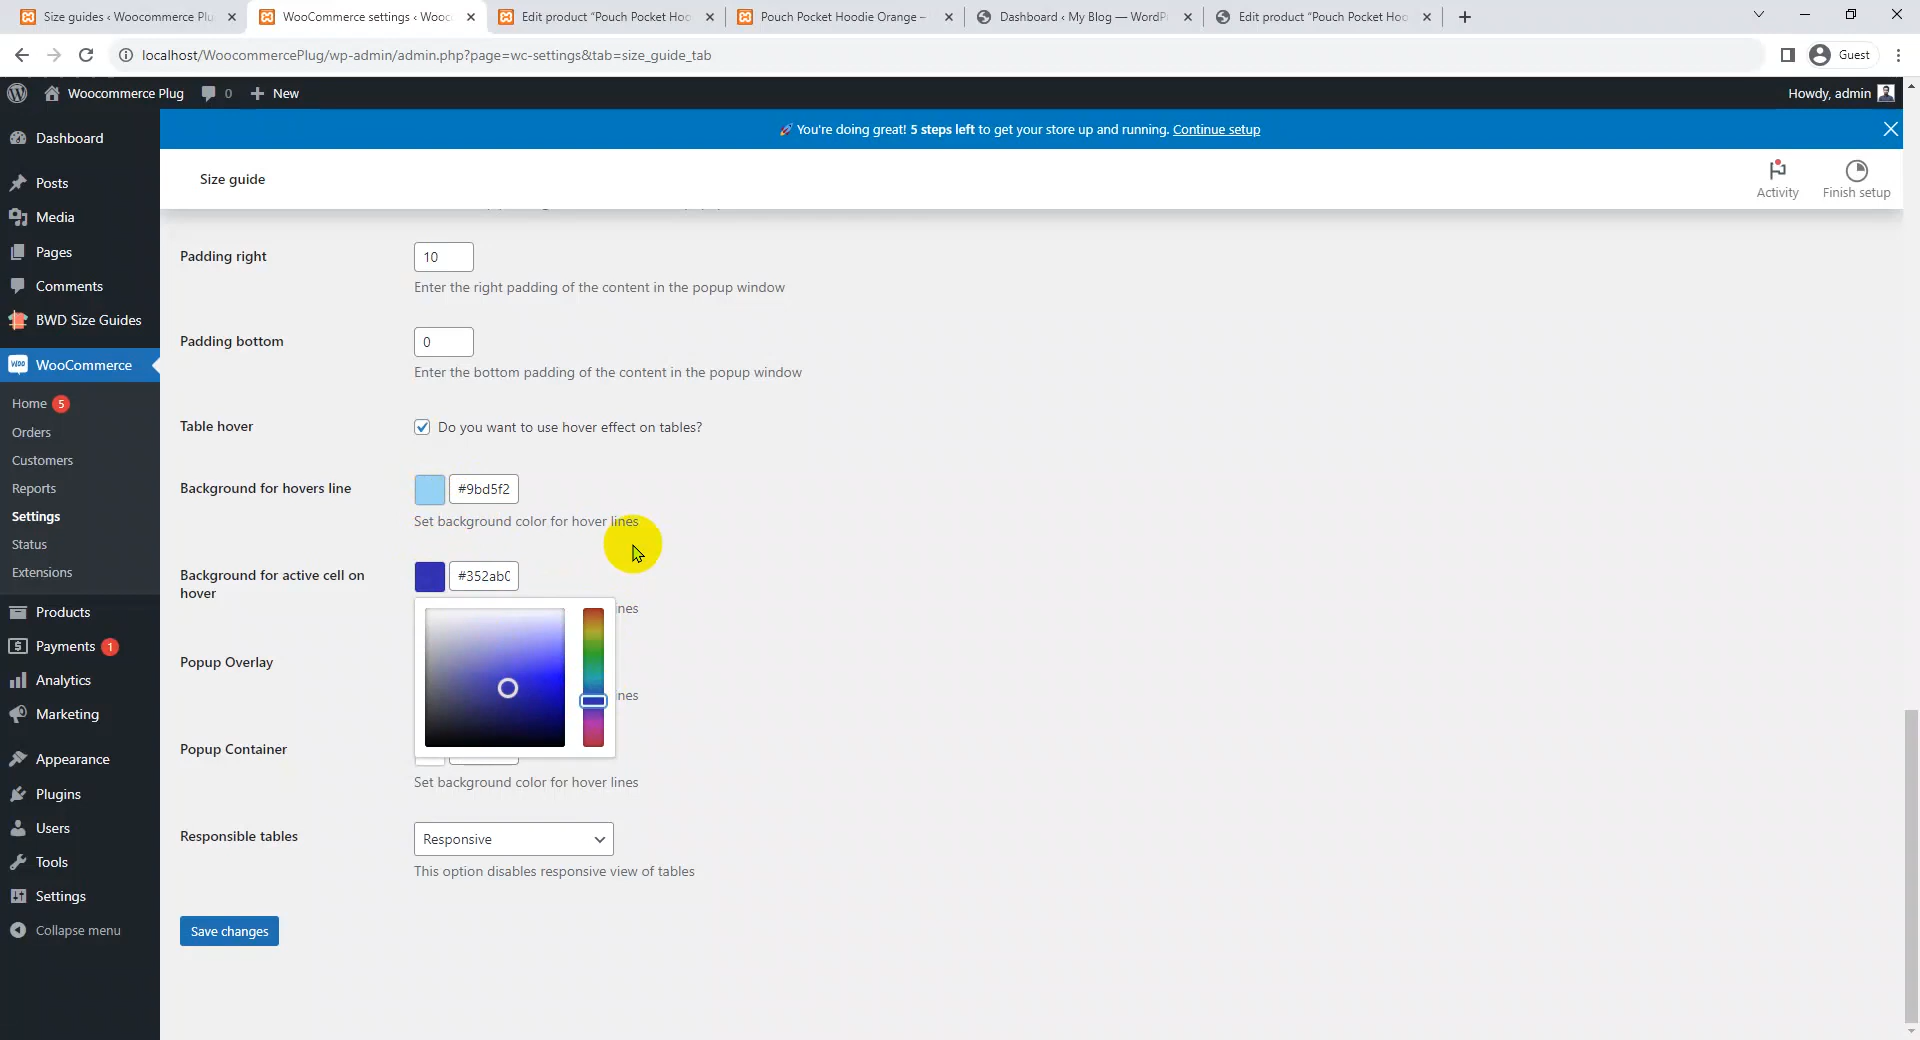 Size guides ‹ Woocommerce Plu
WooCommerce settings ‹ Wooc
Edit product "Pouch Pocket Hoo
Pouch Pocket Hoodie Orange –
Dashboard ‹ My Blog — WordPr
Edit product "Pouch Pocket Hoo
localhost/WoocommercePlug/wp-admin/admin.php?page=wc-settings&tab=size_guide_tab
Guest
Woocommerce Plug
0
New
Howdy, admin
Dashboard
Posts
Media
Pages
Comments
BWD Size Guides
WooCommerce
Home 5
Orders
Customers
Reports
Settings
Status
Extensions
Products
Payments 1
Analytics
Marketing
Appearance
Plugins
Users
Tools
Settings
Collapse menu
You're doing great! 5 steps left to get your store up and running. Continue setup
Size guide
Activity
Finish setup
Padding right
10
Enter the right padding of the content in the popup window
Padding bottom
0
Enter the bottom padding of the content in the popup window
Table hover
Do you want to use hover effect on tables?
Background for hovers line
#9bd5f2
Set background color for hover lines
Background for active cell on
hover
#352ab0
nes
Popup Overlay
nes
Popup Container
Set background color for hover lines
Responsible tables
Responsive
This option disables responsive view of tables
Save changes